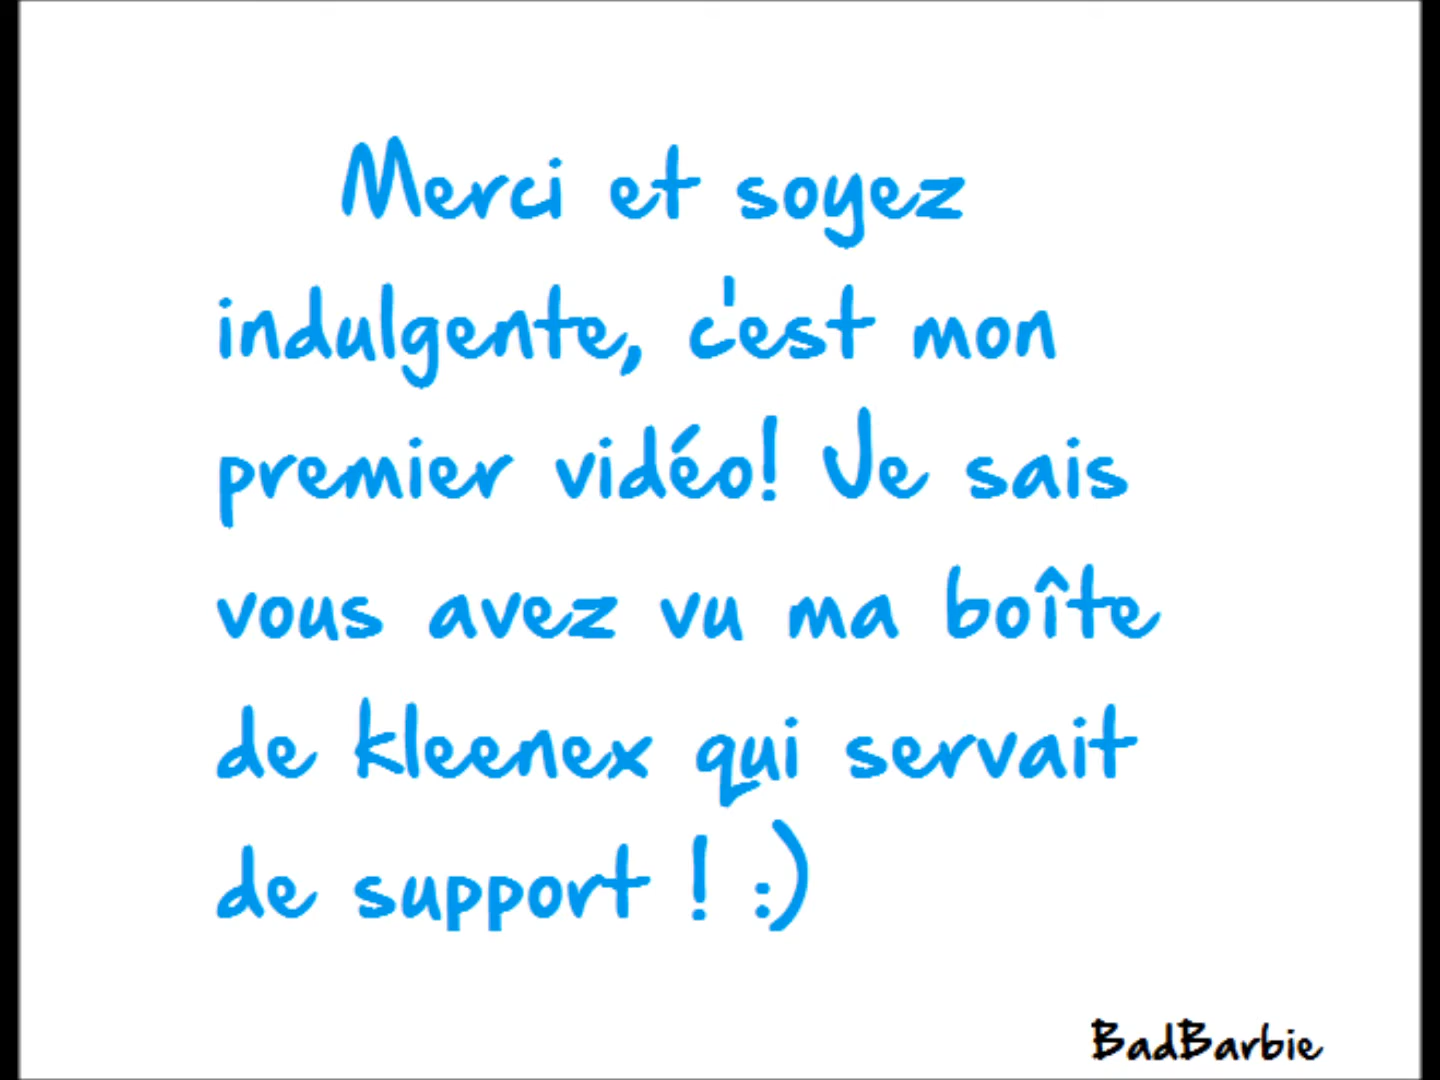 Merci et soyez
indulgente, c'est mon
premier vidéo! Je sais
vous avez vu ma boîte
de kleenex qui servait
de support ! :)
BadBarbie